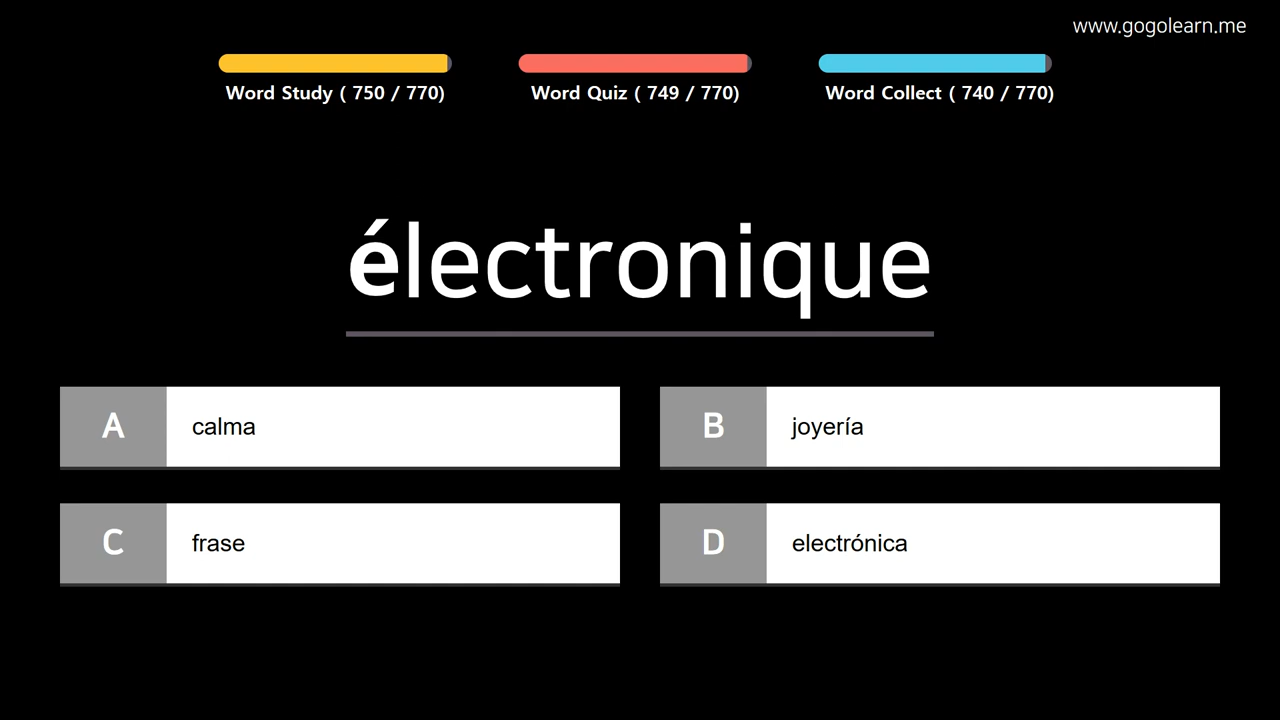 www.gogolearn.me
Word Study ( 750 / 770)
Word Quiz ( 749 / 770)
Word Collect ( 740 / 770)
électronique
A calma
B joyería
C frase
D electrónica